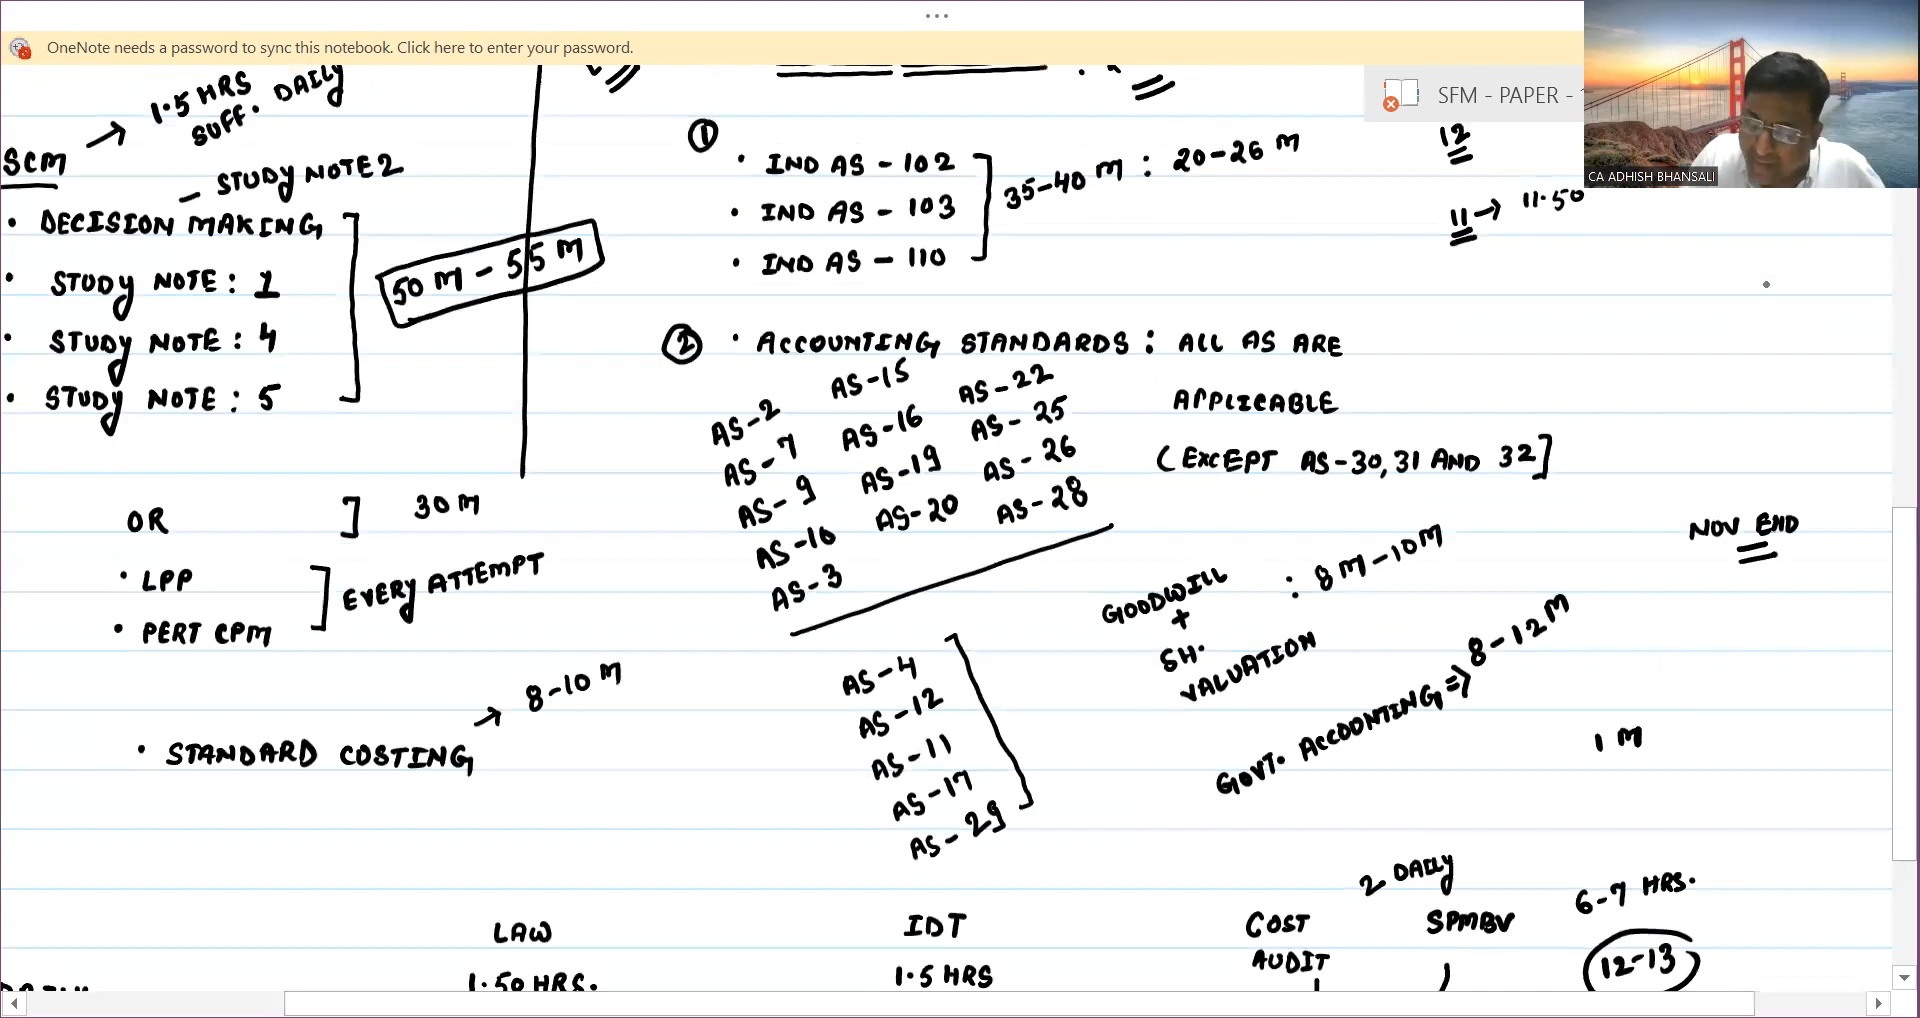 OneNote needs a password to sync this notebook. Click here to enter your password.
SFM - PAPER -
CA ADHISH BHANSALI
1.5 HRS
SUFF. DAILY
SCM
- STUDY NOTE 2
• DECISION MAKING
• STUDY NOTE : 1
• STUDY NOTE : 4
• STUDY NOTE : 5
50 M - 55 M
OR
30 M
• LPP
• PERT CPM
EVERY ATTEMPT
• STANDARD COSTING
8-10 M
①
• IND AS - 102
• IND AS - 103
• IND AS - 110
35-40 M : 20-26 M
12
11 → 11.50
② • ACCOUNTING STANDARDS : ALL AS ARE
APPLICABLE
(EXCEPT AS-30, 31 AND 32]
AS-2
AS-7
AS-9
AS-10
AS-3
AS-15
AS-16
AS-19
AS-20
AS-22
AS-25
AS-26
AS-28
AS-4
AS-12
AS-11
AS-17
AS-29
GOODWILL
+
SH.
VALUATION
: 8M-10M
GOVT. ACCOONTING => 8-12M
NOV END
1 M
2 DAILY
6-7 HRS.
LAW
IDT
COST
AUDIT
SPMBV
12-13
1.50 HRS.
1.5 HRS